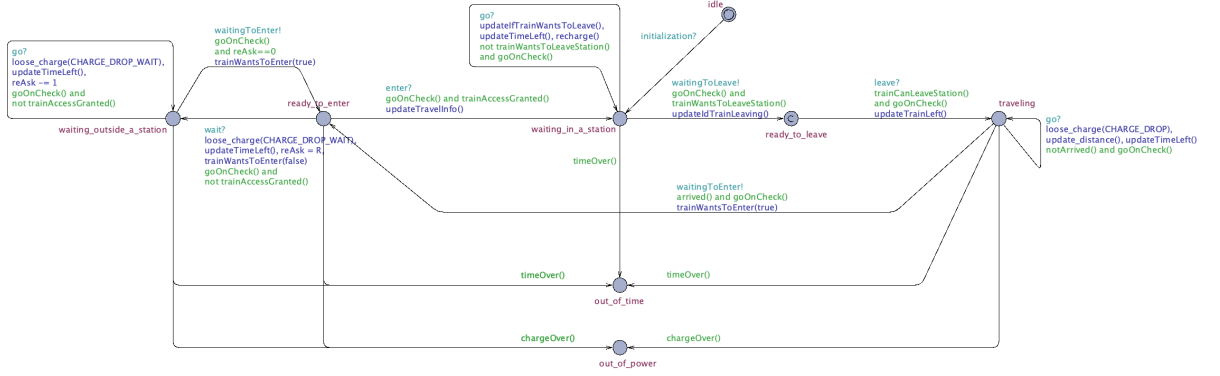 idle
initialization?
go?
updateIfTrainWantsToLeave(),
updateTimeLeft(), recharge()
not trainWantsToLeaveStation()
and goOnCheck()
waitingToEnter!
goOnCheck()
and reAsk==0
trainWantsToEnter(true)
go?
loose_charge(CHARGE_DROP_WAIT),
updateTimeLeft(),
reAsk -= 1
goOnCheck() and
not trainAccessGranted()
waiting_outside_a_station
ready_to_enter
wait?
loose_charge(CHARGE_DROP_WAIT),
updateTimeLeft(), reAsk = R,
trainWantsToEnter(false)
goOnCheck() and
not trainAccessGranted()
enter?
goOnCheck() and trainAccessGranted()
updateTravelInfo()
waiting_in_a_station
waitingToLeave!
goOnCheck() and
trainWantsToLeaveStation()
updateIdTrainLeaving()
C
ready_to_leave
leave?
trainCanLeaveStation()
and goOnCheck()
updateTrainLeft()
traveling
go?
loose_charge(CHARGE_DROP),
update_distance(), updateTimeLeft()
notArrived() and goOnCheck()
timeOver()
waitingToEnter!
arrived() and goOnCheck()
trainWantsToEnter(true)
timeOver()
timeOver()
out_of_time
chargeOver()
chargeOver()
out_of_power